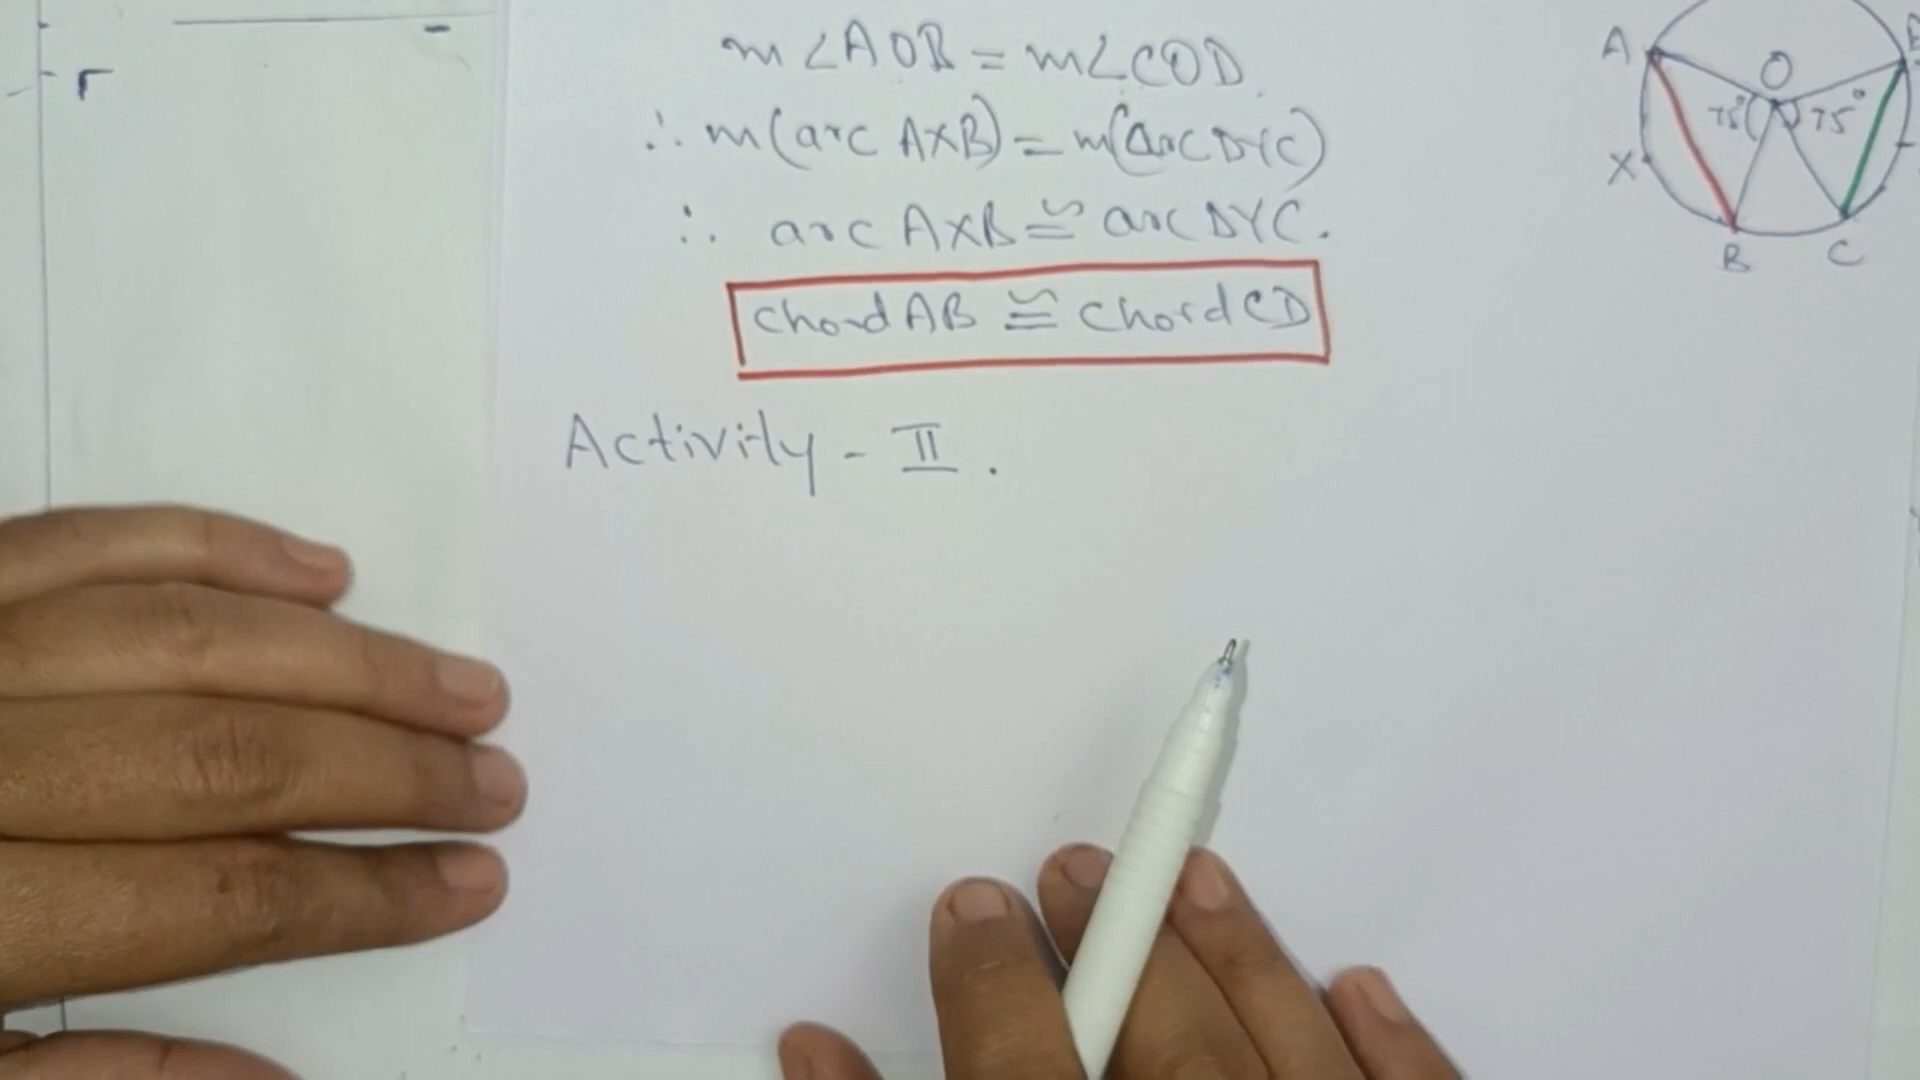 m∠AOB = m∠COD.
∴ m(arc AXB) = m(arc DYC)
∴ arc AXB ≅ arc DYC.
chord AB ≅ chord CD
Activity - II.
A
O
75° 75°
X
B C
r